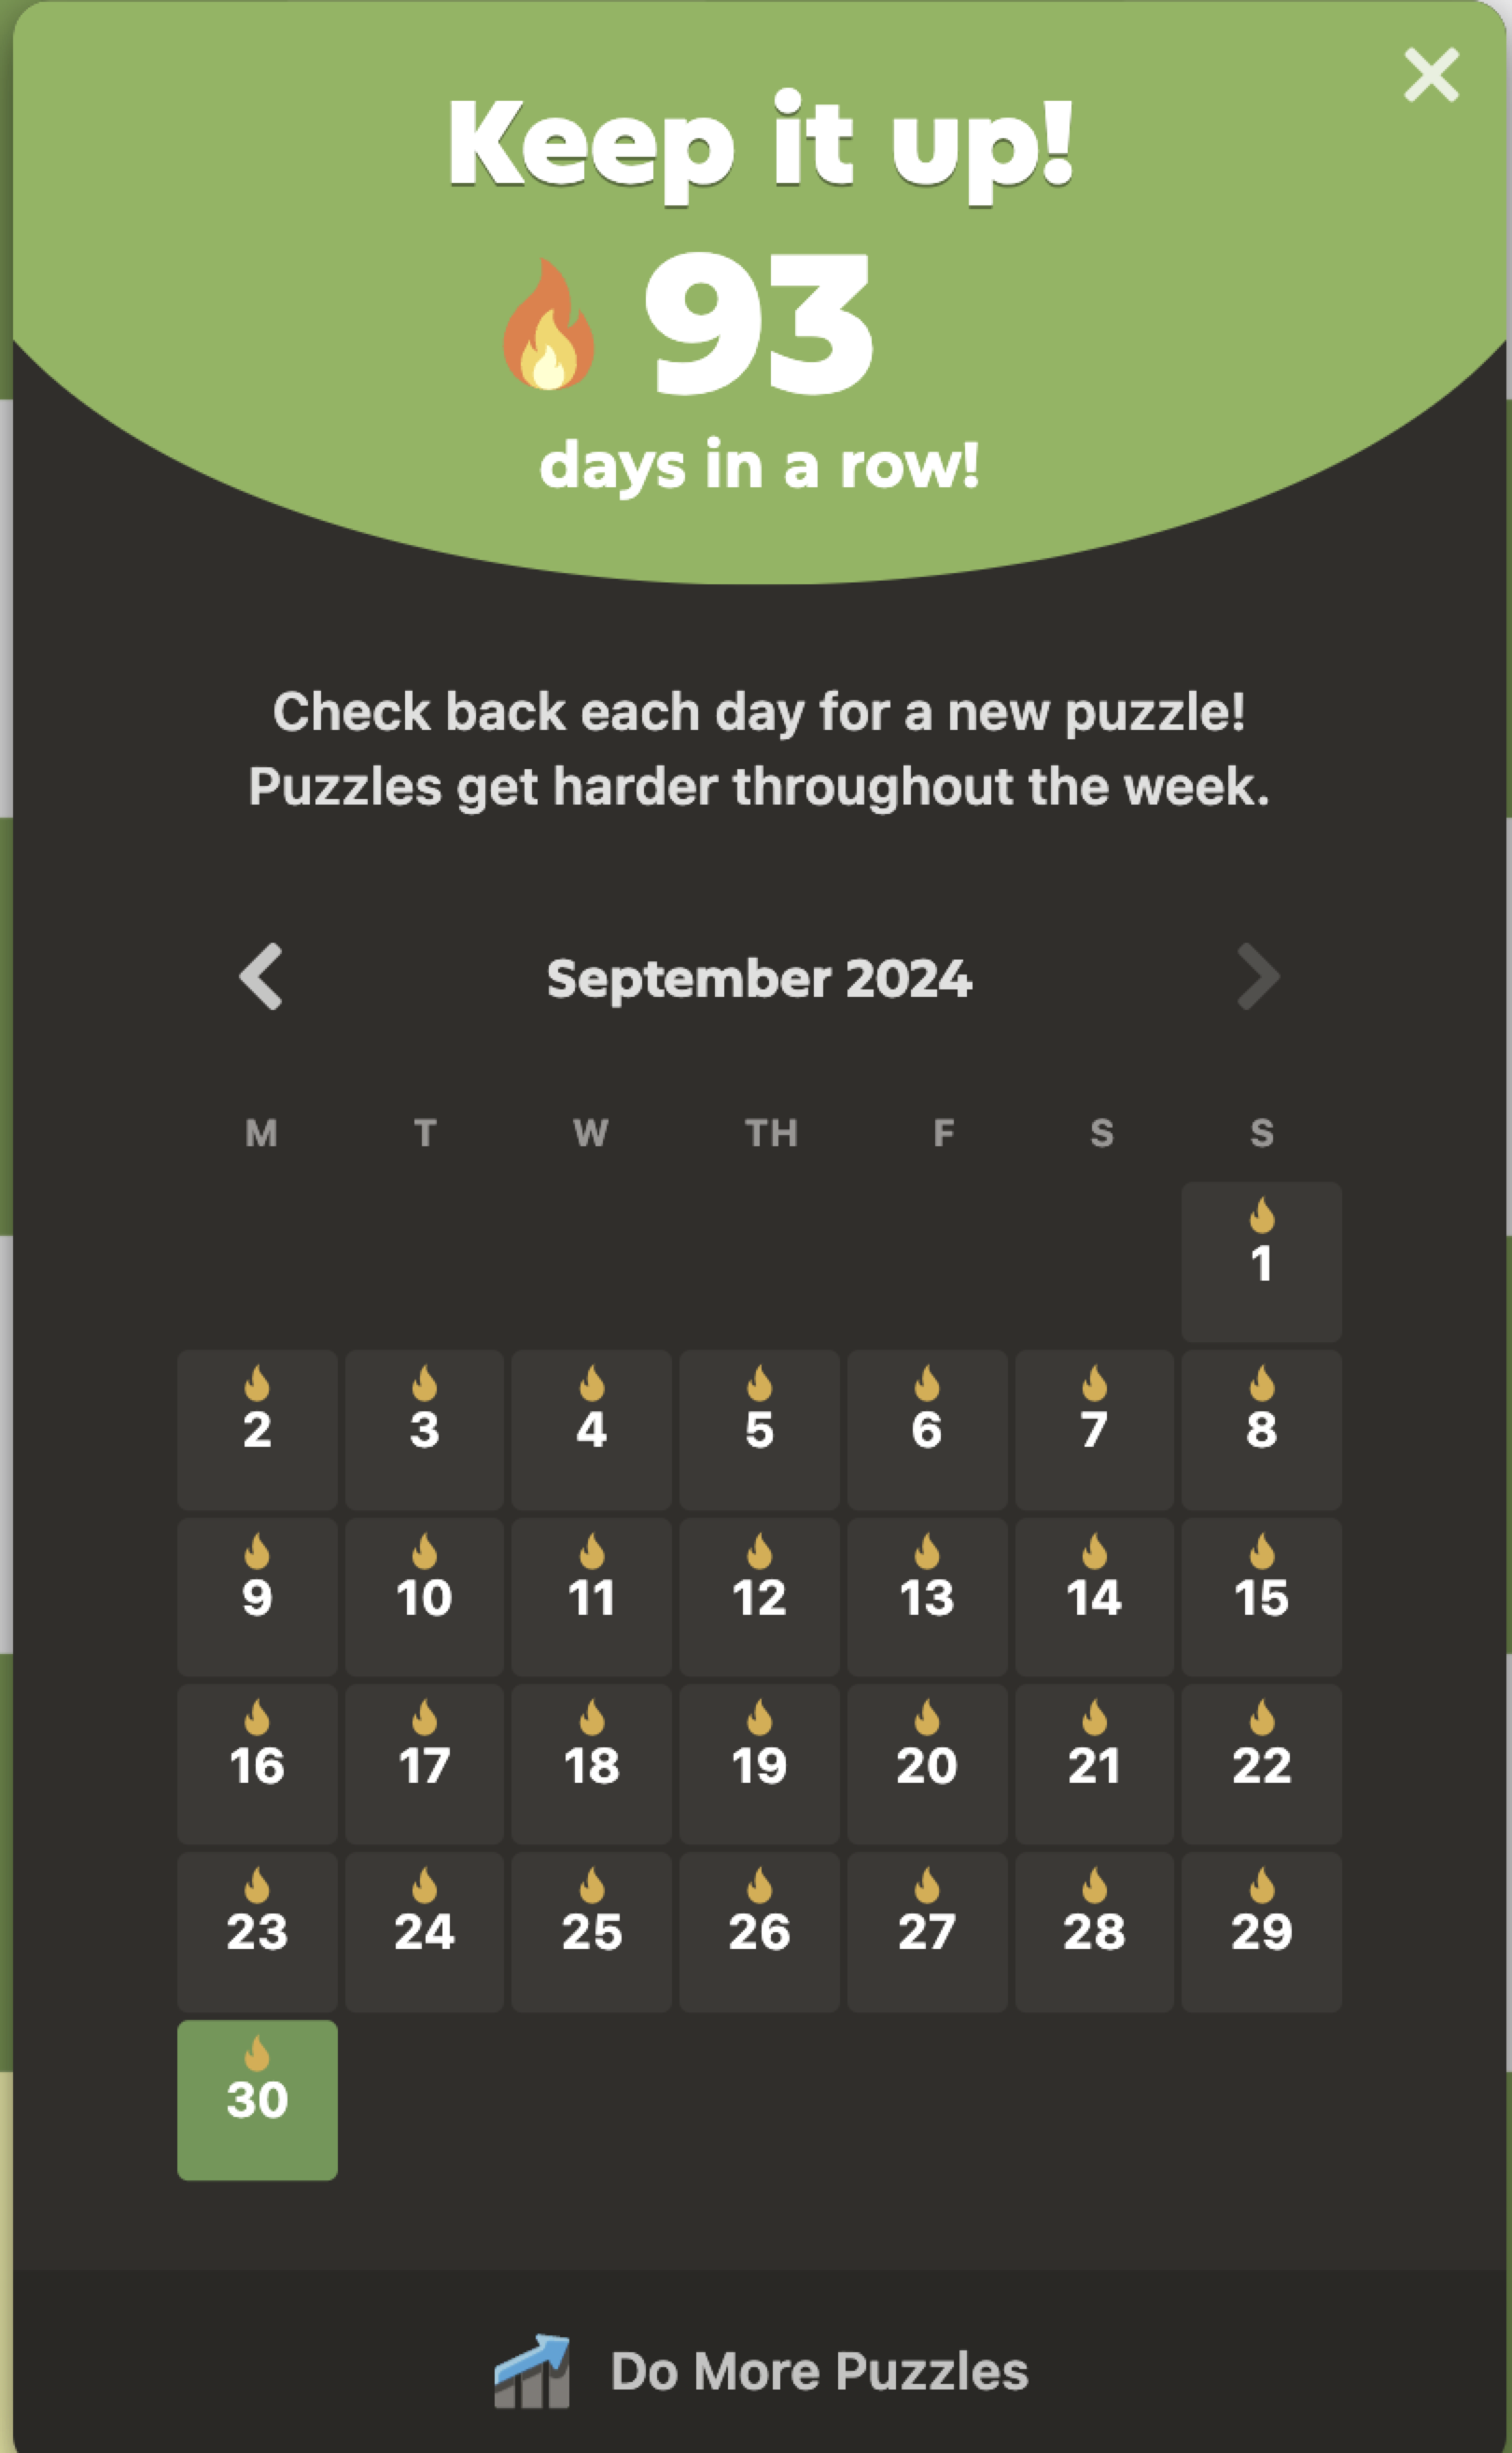 Keep it up!
93
days in a row!
Check back each day for a new puzzle!
Puzzles get harder throughout the week.
September 2024
M T W TH F S S
1
2 3 4 5 6 7 8
9 10 11 12 13 14 15
16 17 18 19 20 21 22
23 24 25 26 27 28 29
30
Do More Puzzles